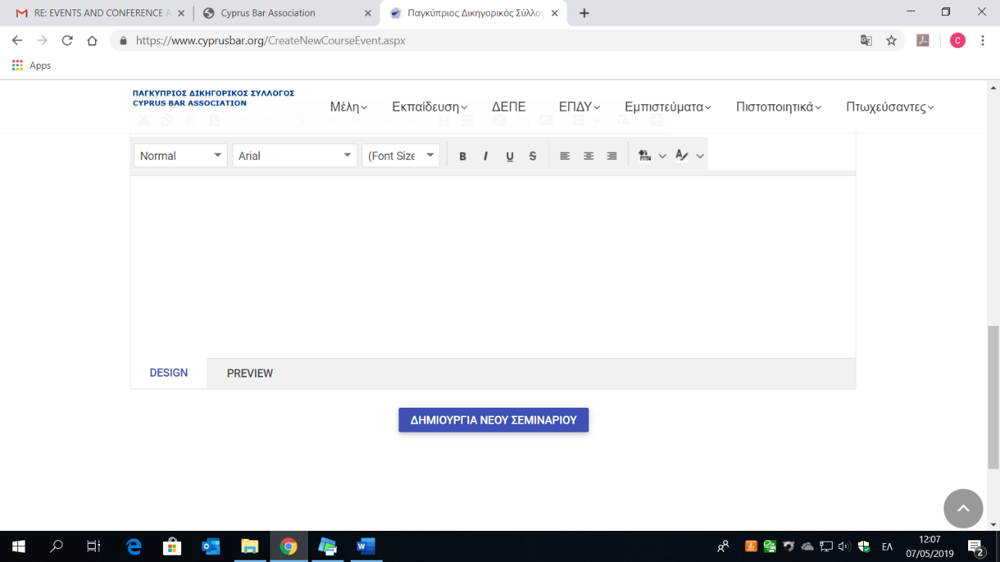 RE: EVENTS AND CONFERENCE A
Cyprus Bar Association
Παγκύπριος Δικηγορικός Σύλλογ
https://www.cyprusbar.org/CreateNewCourseEvent.aspx
C
Apps
ΠΑΓΚΥΠΡΙΟΣ ΔΙΚΗΓΟΡΙΚΟΣ ΣΥΛΛΟΓΟΣ
CYPRUS BAR ASSOCIATION
Μέλη Εκπαίδευση ΔΕΠΕ ΕΠΔΥ Εμπιστεύματα Πιστοποιητικά Πτωχεύσαντες
Normal Arial (Font Size B I U S ABC A
DESIGN PREVIEW
ΔΗΜΙΟΥΡΓΙΑ ΝΕΟΥ ΣΕΜΙΝΑΡΙΟΥ
ΕΛ
12:07
07/05/2019
2